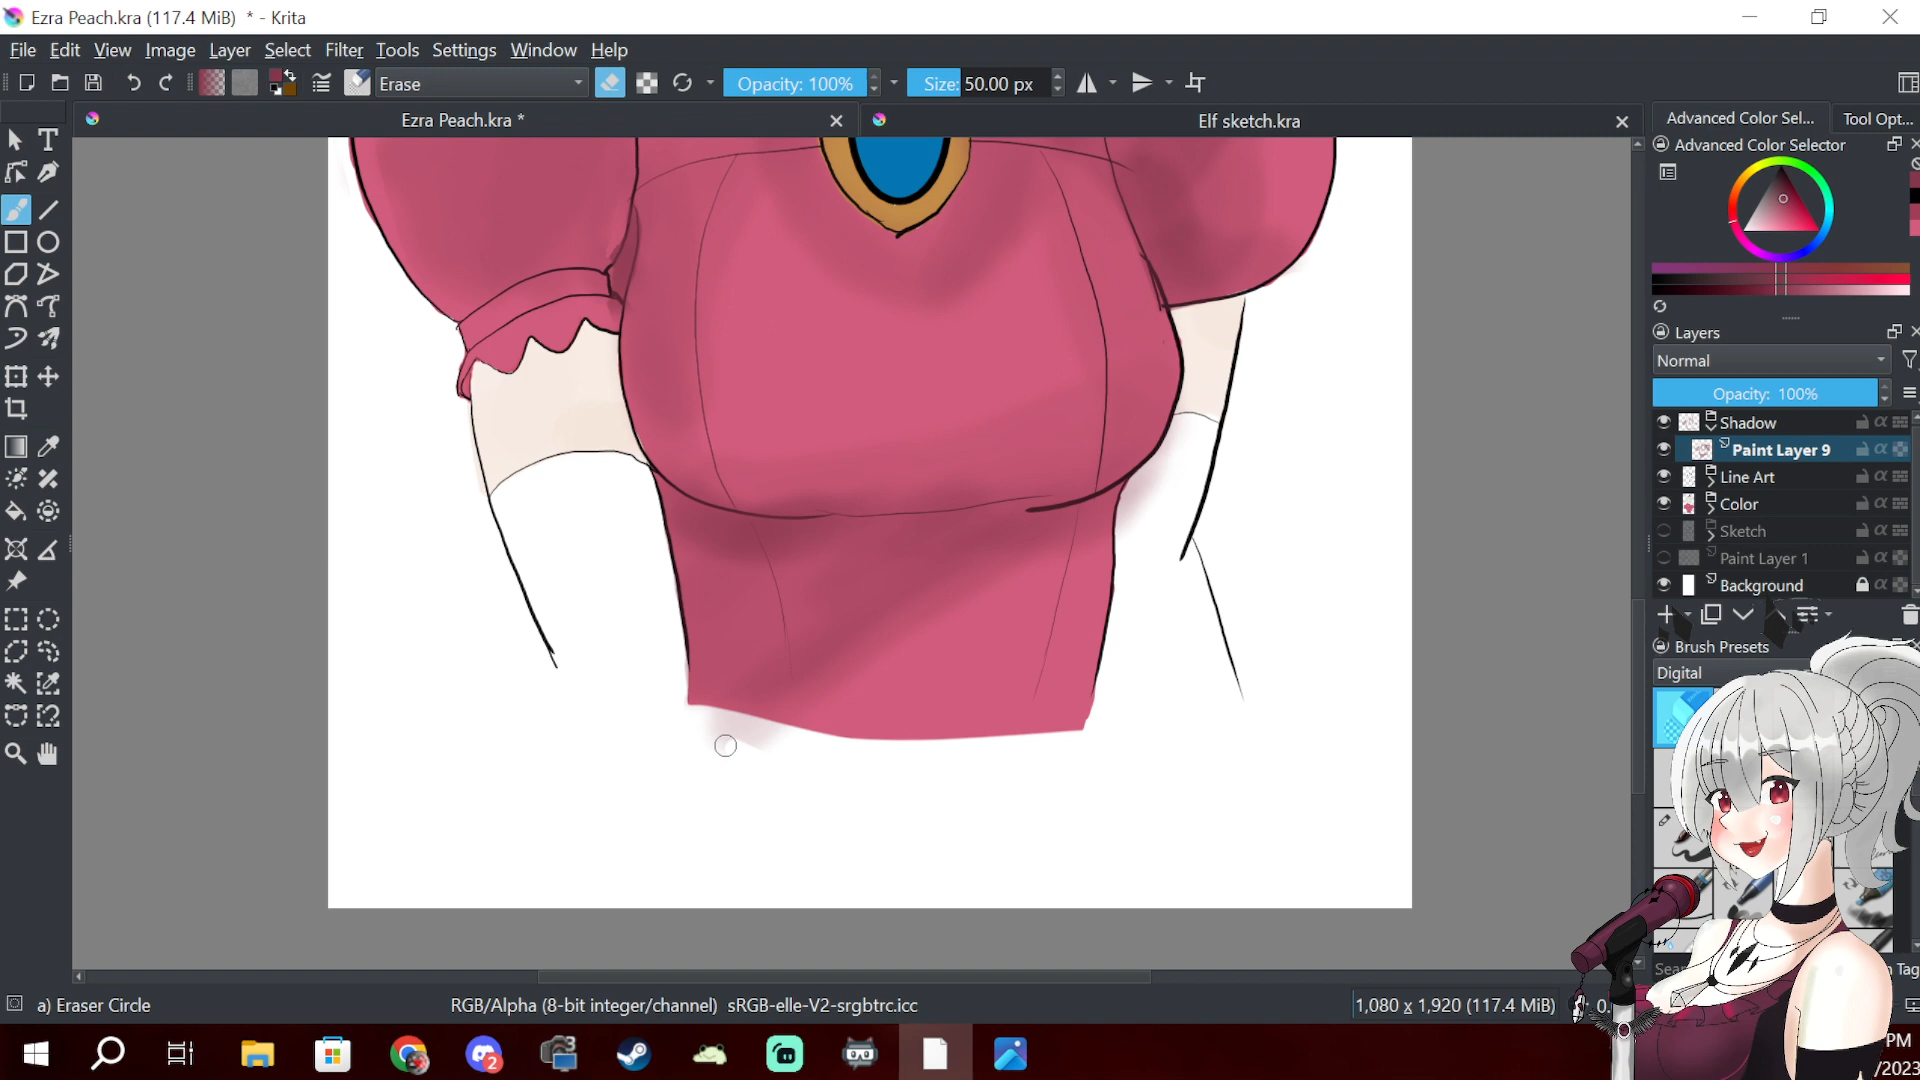 Ezra Peach.kra (117.4 MiB) * - Krita
File Edit View Image Layer Select Filter Tools Settings Window Help
Erase
Opacity: 100%
Size: 50.00 px
Ezra Peach.kra *
Elf sketch.kra
Advanced Color Sel...
Tool Opt...
Advanced Color Selector
Layers
Normal
Opacity: 100%
Shadow
Paint Layer 9
Line Art
Color
Sketch
Paint Layer 1
Background
Brush Presets
Digital
Tag
a) Eraser Circle
RGB/Alpha (8-bit integer/channel) sRGB-elle-V2-srgbtrc.icc
1,080 x 1,920 (117.4 MiB)
0.
3
2
PM
/2023